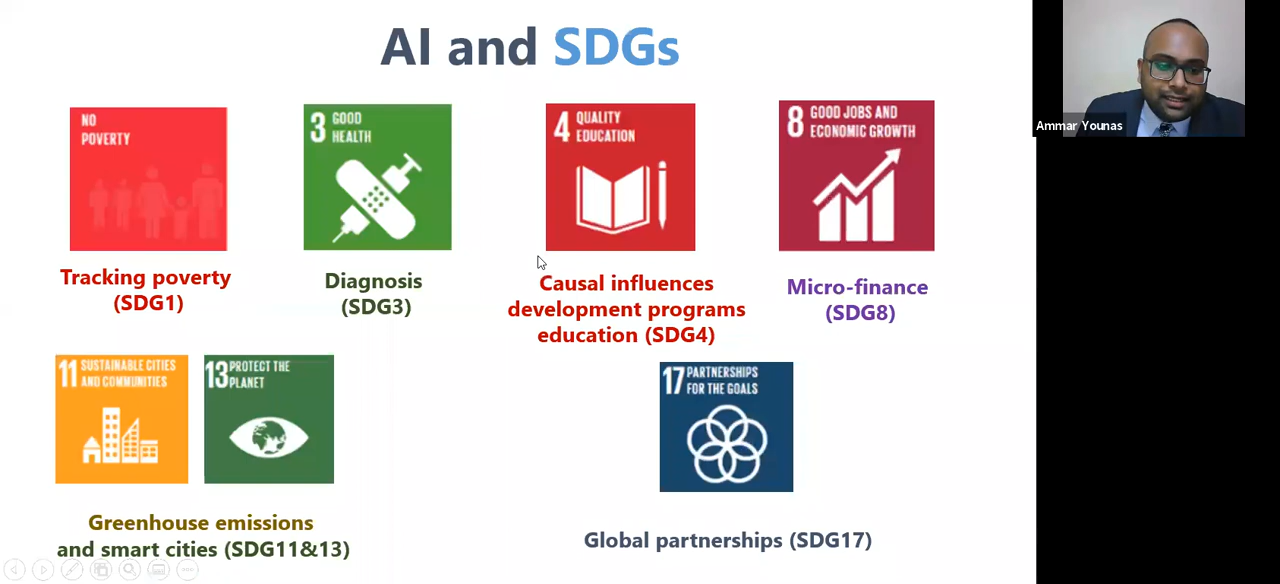 AI and SDGs
NO
POVERTY
3 GOOD
HEALTH
4 QUALITY
EDUCATION
8 GOOD JOBS AND
ECONOMIC GROWTH
Ammar Younas
Tracking poverty
(SDG1)
Diagnosis
(SDG3)
Causal influences
development programs
education (SDG4)
Micro-finance
(SDG8)
11 SUSTAINABLE CITIES
AND COMMUNITIES
13 PROTECT THE
PLANET
17 PARTNERSHIPS
FOR THE GOALS
Greenhouse emissions
and smart cities (SDG11&13)
Global partnerships (SDG17)